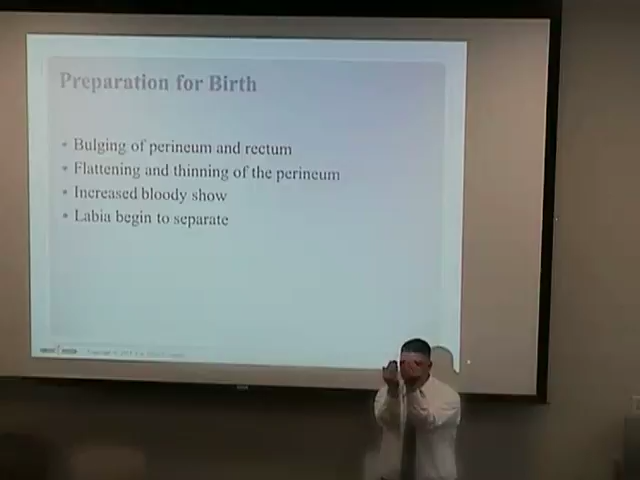 Preparation for Birth
• Bulging of perineum and rectum
• Flattening and thinning of the perineum
• Increased bloody show
• Labia begin to separate
Copyright ©